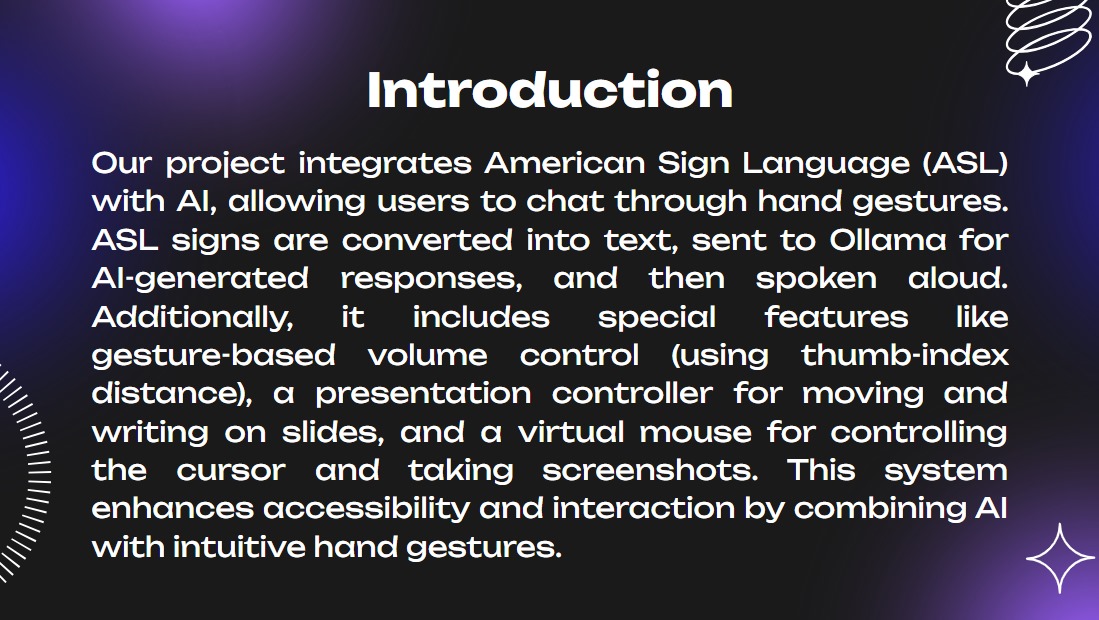 Introduction
Our project integrates American Sign Language (ASL)
with AI, allowing users to chat through hand gestures.
ASL signs are converted into text, sent to Ollama for
AI-generated responses, and then spoken aloud.
Additionally, it includes special features like
gesture-based volume control (using thumb-index
distance), a presentation controller for moving and
writing on slides, and a virtual mouse for controlling
the cursor and taking screenshots. This system
enhances accessibility and interaction by combining AI
with intuitive hand gestures.